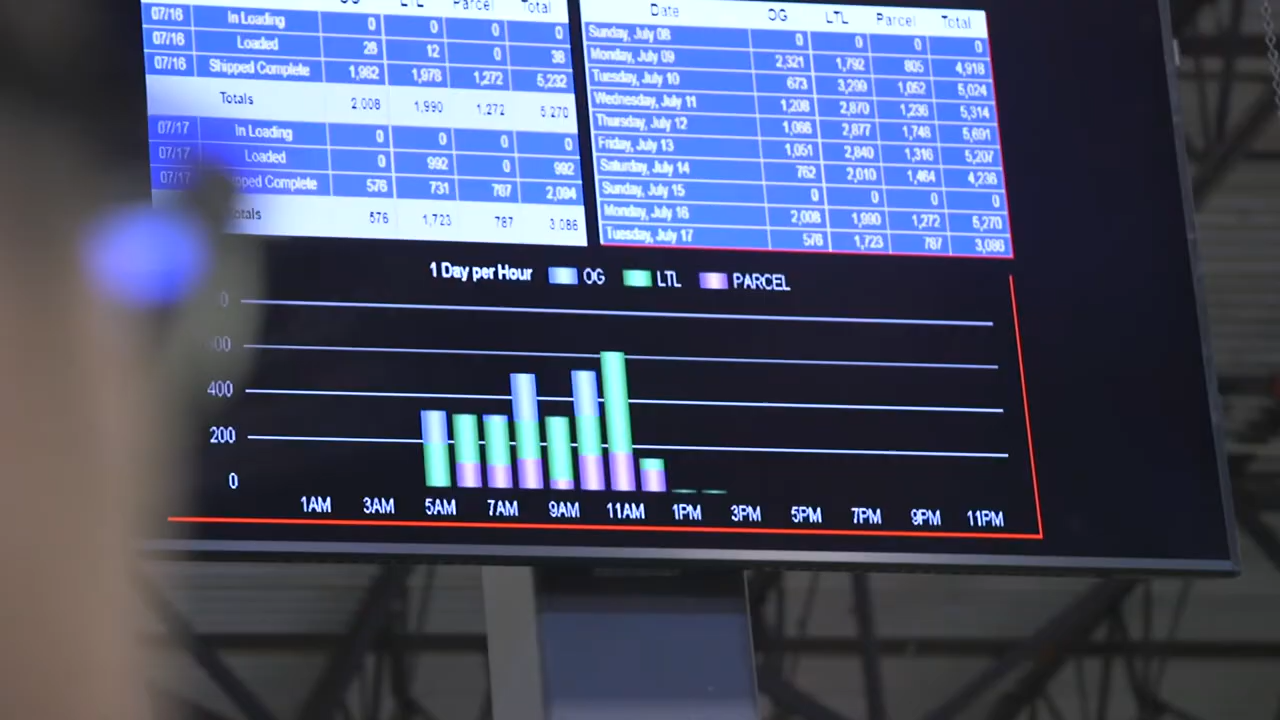 OG LTL Parcel Total
07/16 In Loading 0 0 0 0
07/16 Loaded 26 12 0 38
07/16 Shipped Complete 1,982 1,978 1,272 5,232
Totals 2,008 1,990 1,272 5,270
07/17 In Loading 0 0 0 0
07/17 Loaded 0 992 0 992
07/17 Shipped Complete 576 731 787 2,094
Totals 576 1,723 787 3,086
Date OG LTL Parcel Total
Sunday, July 08 0 0 0 0
Monday, July 09 2,321 1,792 805 4,918
Tuesday, July 10 673 3,299 1,052 5,024
Wednesday, July 11 1,208 2,870 1,236 5,314
Thursday, July 12 1,066 2,877 1,748 5,691
Friday, July 13 1,051 2,840 1,316 5,207
Saturday, July 14 762 2,010 1,464 4,236
Sunday, July 15 0 0 0 0
Monday, July 16 2,008 1,990 1,272 5,270
Tuesday, July 17 576 1,723 787 3,086
1 Day per Hour OG LTL PARCEL
400
200
0
1AM 3AM 5AM 7AM 9AM 11AM 1PM 3PM 5PM 7PM 9PM 11PM